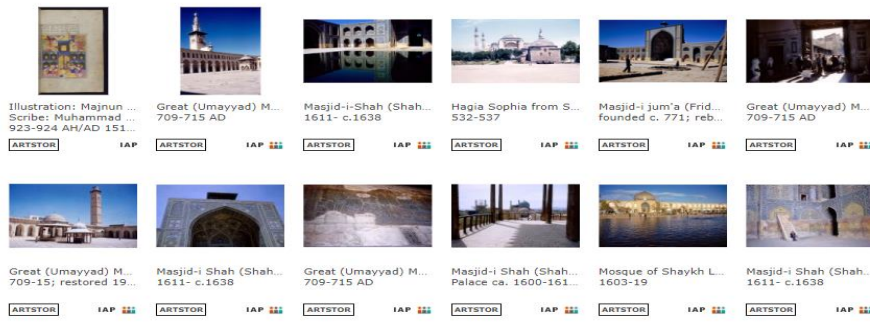 Illustration: Majnun ...
Scribe: Muhammad ...
923-924 AH/AD 151...
ARTSTOR IAP
Great (Umayyad) M...
709-715 AD
ARTSTOR IAP
Masjid-i-Shah (Shah...
1611- c.1638
ARTSTOR IAP
Hagia Sophia from S...
532-537
ARTSTOR IAP
Masjid-i jum'a (Frid...
founded c. 771; reb...
ARTSTOR IAP
Great (Umayyad) M...
709-715 AD
ARTSTOR IAP
Great (Umayyad) M...
709-15; restored 19...
ARTSTOR IAP
Masjid-i Shah (Shah...
1611- c.1638
ARTSTOR IAP
Great (Umayyad) M...
709-715 AD
ARTSTOR IAP
Masjid-i Shah (Shah...
Palace ca. 1600-161...
ARTSTOR IAP
Mosque of Shaykh L...
1603-19
ARTSTOR IAP
Masjid-i Shah (Shah...
1611- c.1638
ARTSTOR IAP